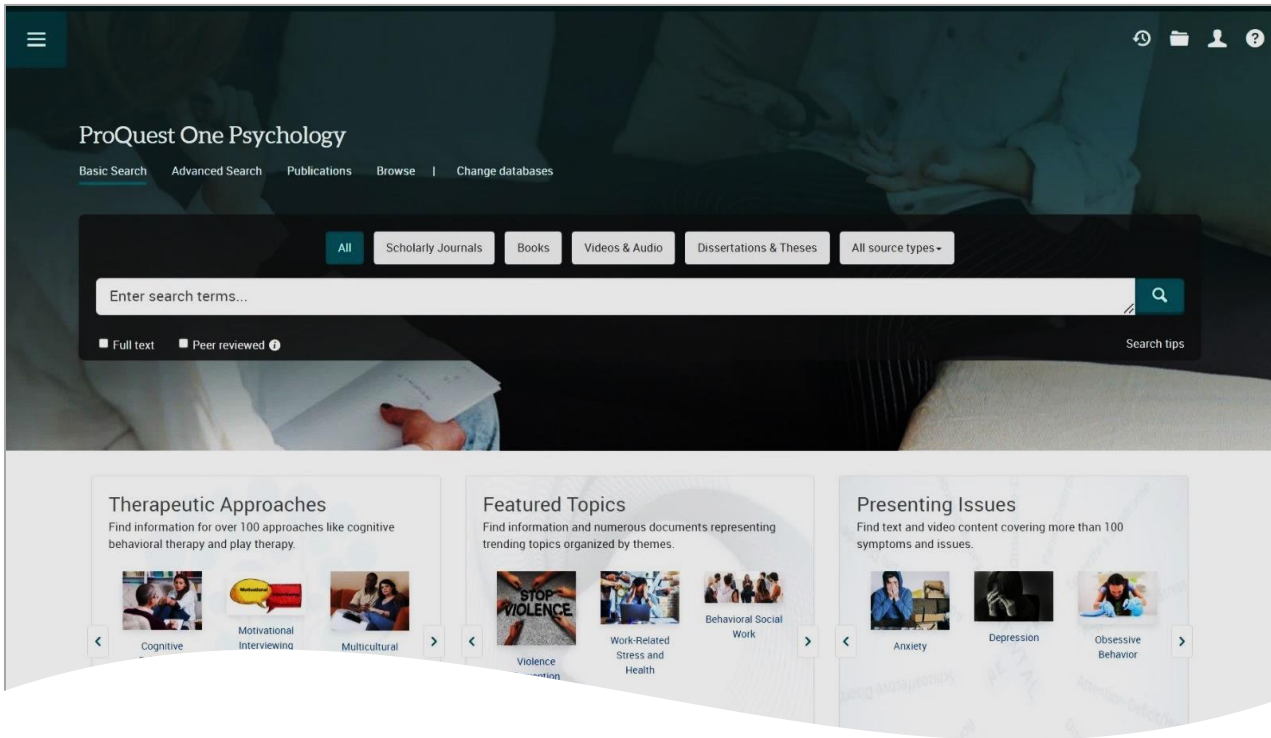 ProQuest One Psychology
Basic Search Advanced Search Publications Browse | Change databases
All Scholarly Journals Books Videos & Audio Dissertations & Theses All source types
Enter search terms...
Full text Peer reviewed
Search tips
Therapeutic Approaches
Find information for over 100 approaches like cognitive
behavioral therapy and play therapy.
Motivational
Cognitive
Motivational
Interviewing
Multicultural
Featured Topics
Find information and numerous documents representing
trending topics organized by themes.
STOP
VIOLENCE
Violence
Work-Related
Stress and
Health
Behavioral Social
Work
Presenting Issues
Find text and video content covering more than 100
symptoms and issues.
Anxiety
Depression
Obsessive
Behavior